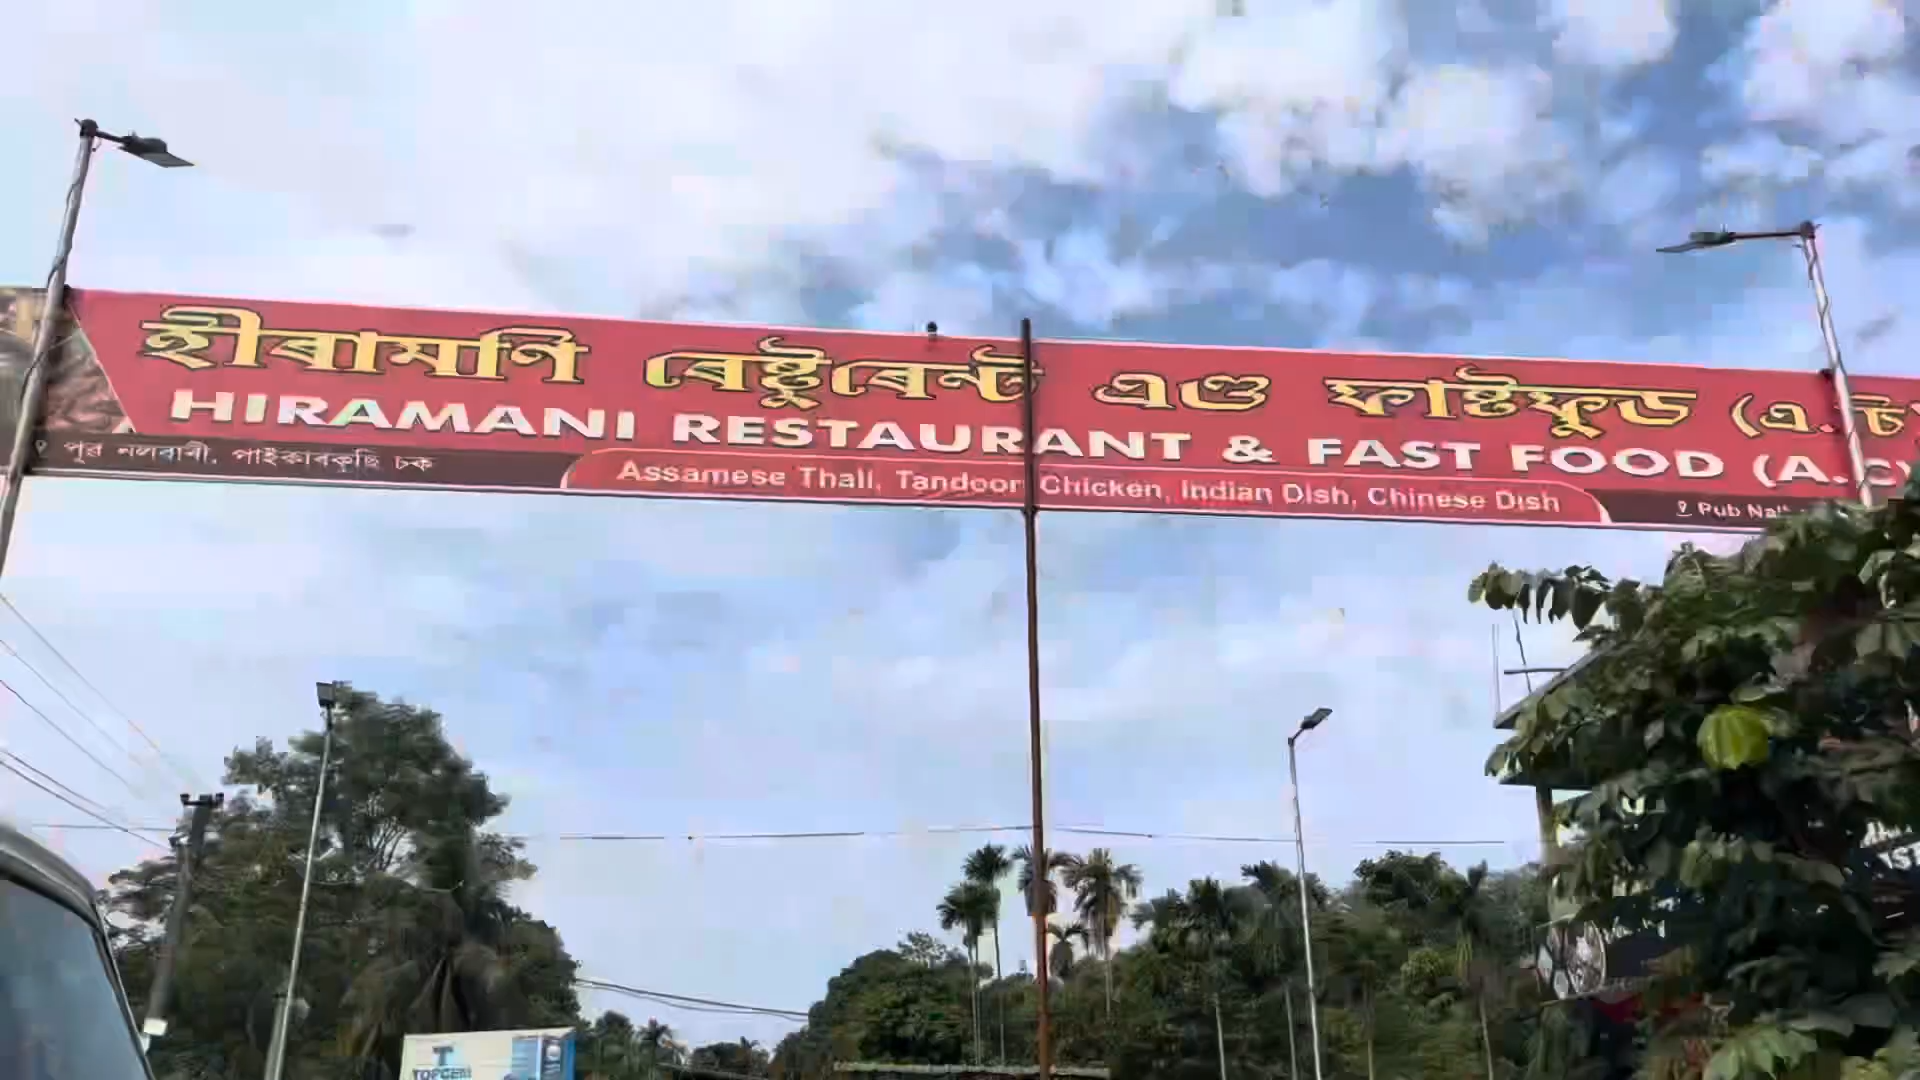 হীৰামণি ৰেষ্টুৰেন্ট এণ্ড ফাষ্টফুড (এ.চ)
HIRAMANI RESTAURANT & FAST FOOD (A.C)
পূব নলবাৰী, পাইকাৰকুছি চক
Assamese Thali, Tandoori Chicken, Indian Dish, Chinese Dish
Pub
TOPCEM